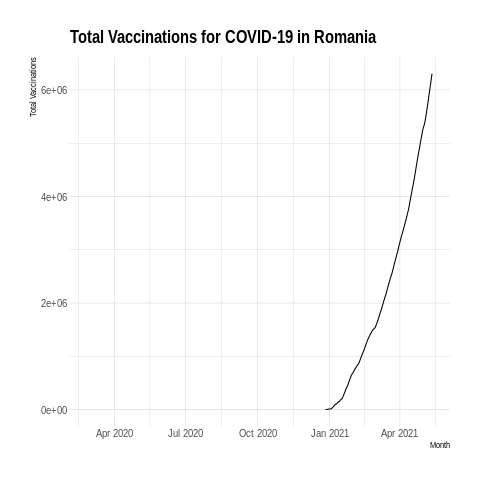 Total Vaccinations for COVID-19 in Romania
Total Vaccinations
6e+06
4e+06
2e+06
0e+00
Apr 2020 Jul 2020 Oct 2020 Jan 2021 Apr 2021
Month